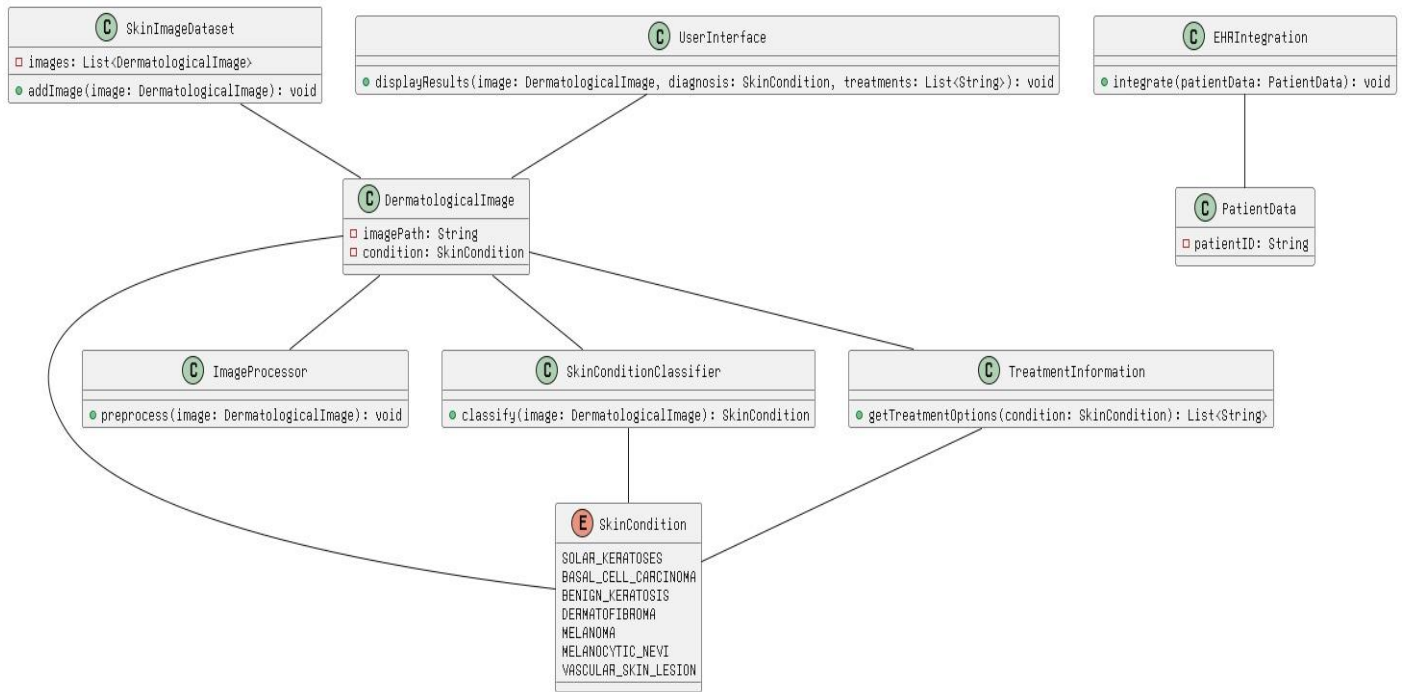 C SkinImageDataset
images: List<DermatologicalImage>
addImage(image: DermatologicalImage): void
C UserInterface
displayResults(image: DermatologicalImage, diagnosis: SkinCondition, treatments: List<String>): void
C EHRIntegration
integrate(patientData: PatientData): void
C DermatologicalImage
imagePath: String
condition: SkinCondition
C PatientData
patientID: String
C ImageProcessor
preprocess(image: DermatologicalImage): void
C SkinConditionClassifier
classify(image: DermatologicalImage): SkinCondition
C TreatmentInformation
getTreatmentOptions(condition: SkinCondition): List<String>
E SkinCondition
SOLAR_KERATOSES
BASAL_CELL_CARCINOMA
BENIGN_KERATOSIS
DERMATOFIBROMA
MELANOMA
MELANOCYTIC_NEVI
VASCULAR_SKIN_LESION